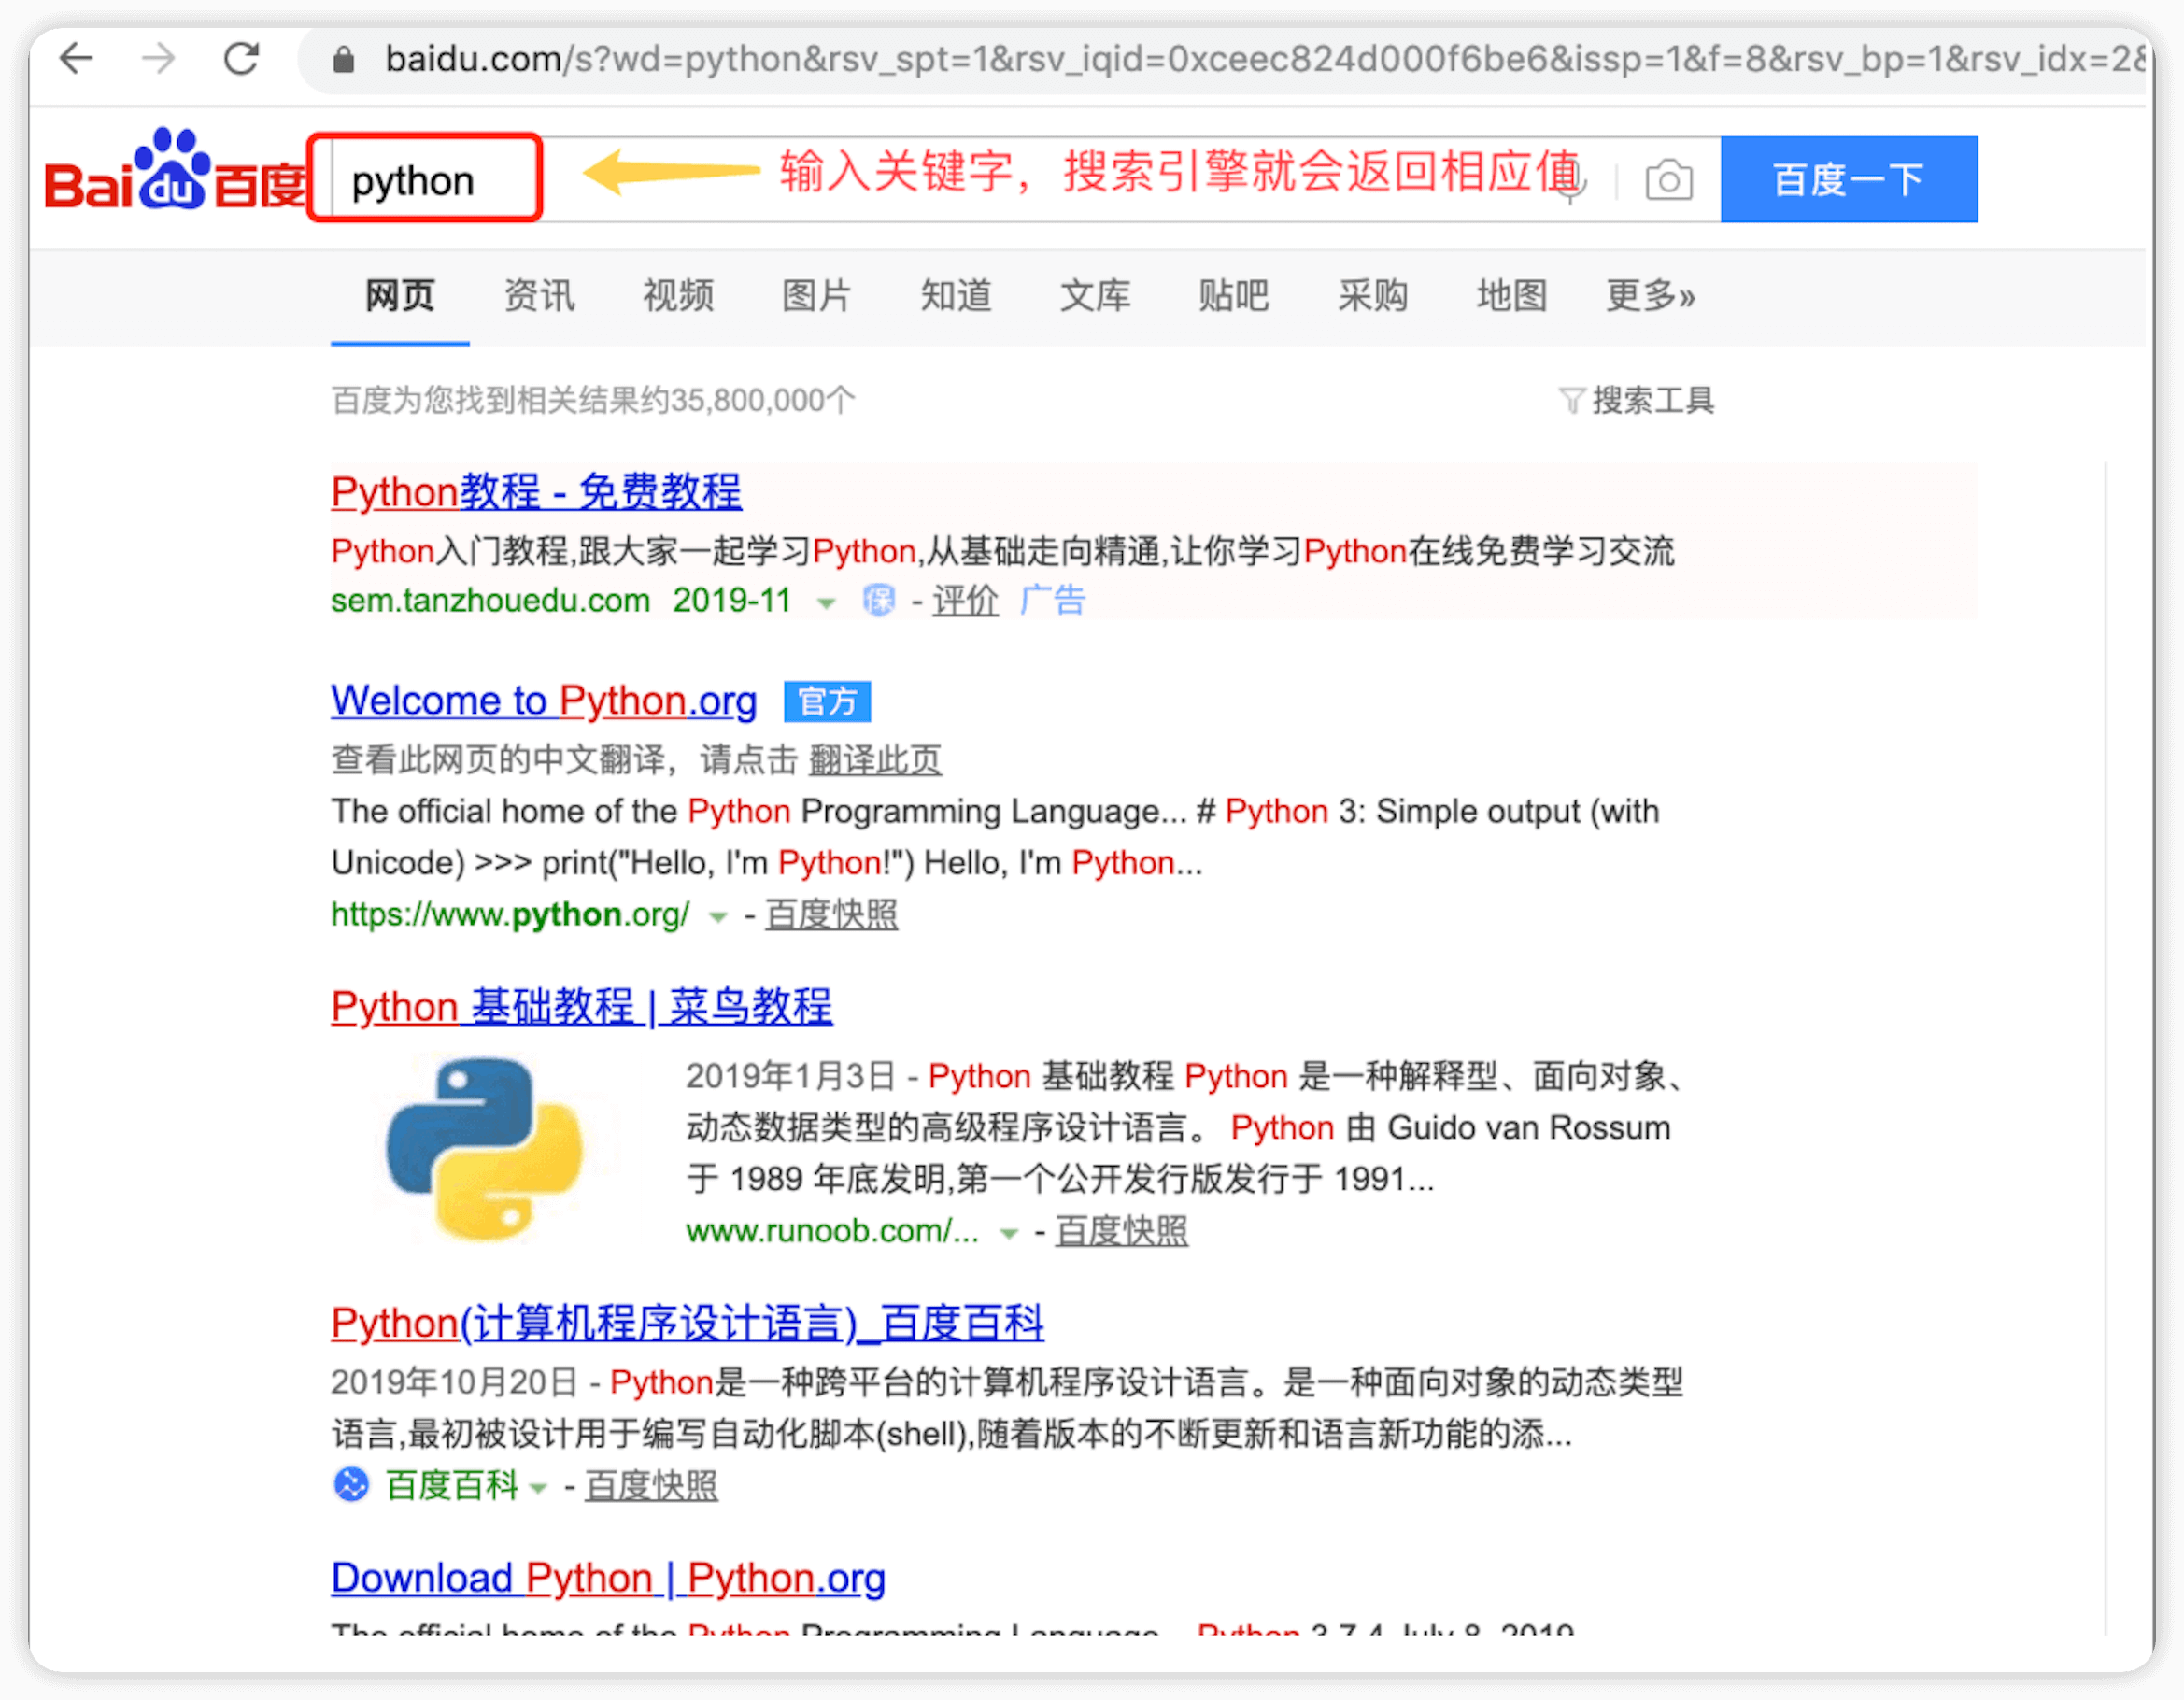 baidu.com/s?wd=python&rsv_spt=1&rsv_iqid=0xceec824d000f6be6&issp=1&f=8&rsv_bp=1&rsv_idx=2&
Bai du 百度 python 输入关键字，搜索引擎就会返回相应值 百度一下
网页 资讯 视频 图片 知道 文库 贴吧 采购 地图 更多»
百度为您找到相关结果约35,800,000个 搜索工具
Python教程 - 免费教程
Python入门教程,跟大家一起学习Python,从基础走向精通,让你学习Python在线免费学习交流
sem.tanzhouedu.com 2019-11 保 - 评价 广告
Welcome to Python.org 官方
查看此网页的中文翻译，请点击 翻译此页
The official home of the Python Programming Language... # Python 3: Simple output (with
Unicode) >>> print("Hello, I'm Python!") Hello, I'm Python...
https://www.python.org/ - 百度快照
Python 基础教程 | 菜鸟教程
2019年1月3日 - Python 基础教程 Python 是一种解释型、面向对象、
动态数据类型的高级程序设计语言。 Python 由 Guido van Rossum
于 1989 年底发明,第一个公开发行版发行于 1991...
www.runoob.com/... - 百度快照
Python(计算机程序设计语言)_百度百科
2019年10月20日 - Python是一种跨平台的计算机程序设计语言。是一种面向对象的动态类型
语言,最初被设计用于编写自动化脚本(shell),随着版本的不断更新和语言新功能的添...
百度百科 - 百度快照
Download Python | Python.org
The official home of the Python Programming Language... Python 3.7.4 July 8, 2019